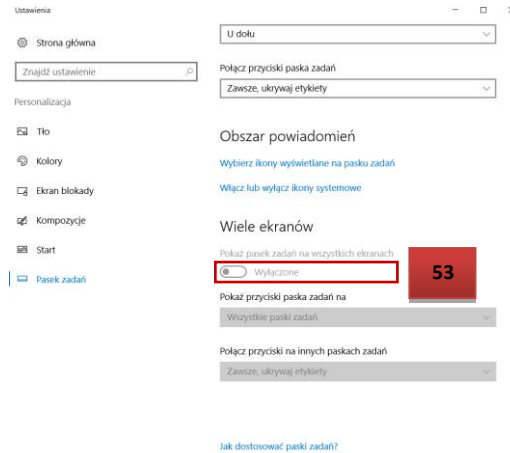 Ustawienia
Strona główna
Znajdź ustawienie
Personalizacja
Tło
Kolory
Ekran blokady
Kompozycje
Start
Pasek zadań
U dołu
Połącz przyciski paska zadań
Zawsze, ukrywaj etykiety
Obszar powiadomień
Wybierz ikony wyświetlane na pasku zadań
Włącz lub wyłącz ikony systemowe
Wiele ekranów
Pokaż pasek zadań na wszystkich ekranach
Wyłączone
53
Pokaż przyciski paska zadań na
Wszystkie paski zadań
Połącz przyciski na innych paskach zadań
Zawsze, ukrywaj etykiety
Jak dostosować paski zadań?